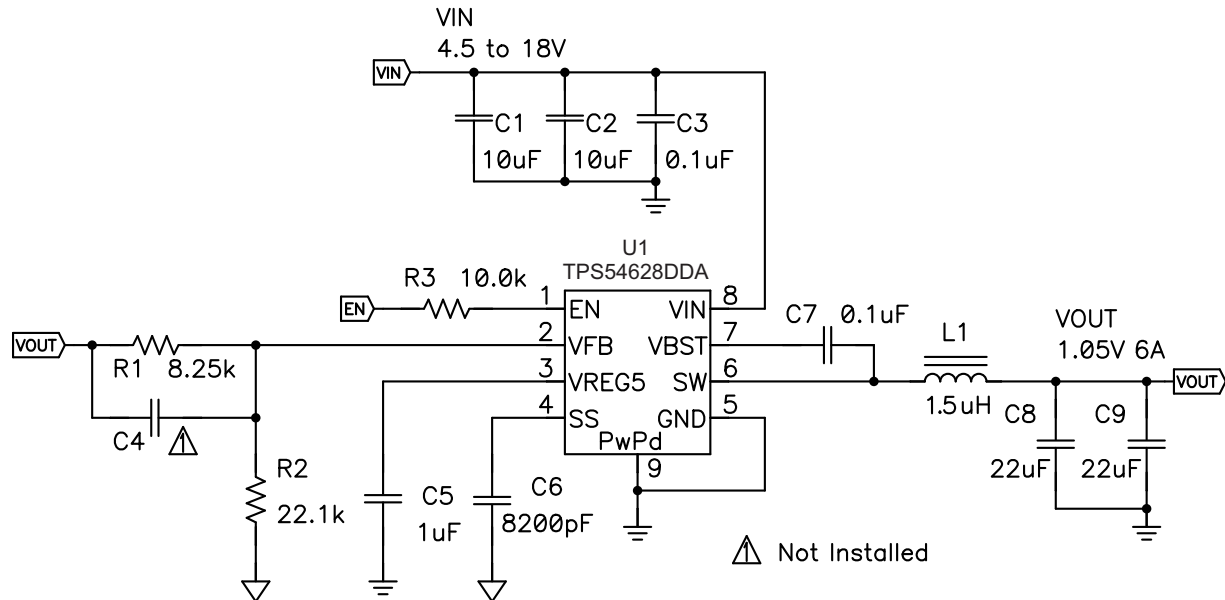 VIN
4.5 to 18V
VIN
C1
10uF
C2
10uF
C3
0.1uF
U1
TPS54628DDA
R3 10.0k
EN
1
EN
2
VFB
3
VREG5
4
SS
PwPd
9
8
VIN
7
VBST
6
SW
5
GND
C7
0.1uF
L1
1.5uH
VOUT
1.05V 6A
VOUT
C8
22uF
C9
22uF
VOUT
R1 8.25k
C4
1
R2
22.1k
C5
1uF
C6
8200pF
1 Not Installed